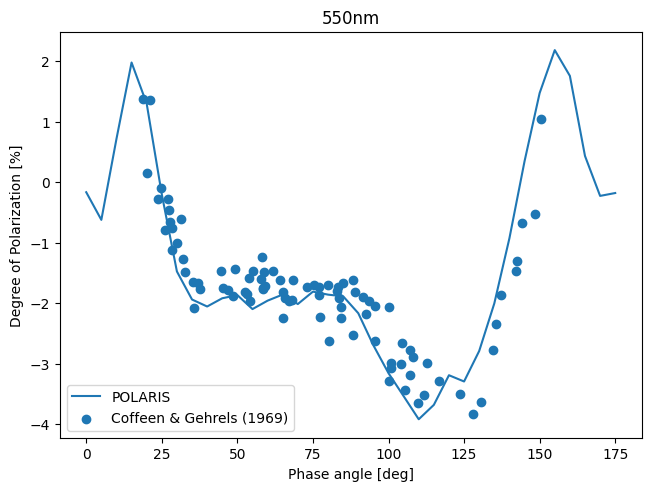 550nm
Degree of Polarization [%]
2
1
0
−1
−2
−3
−4
POLARIS
Coffeen & Gehrels (1969)
0 25 50 75 100 125 150 175
Phase angle [deg]